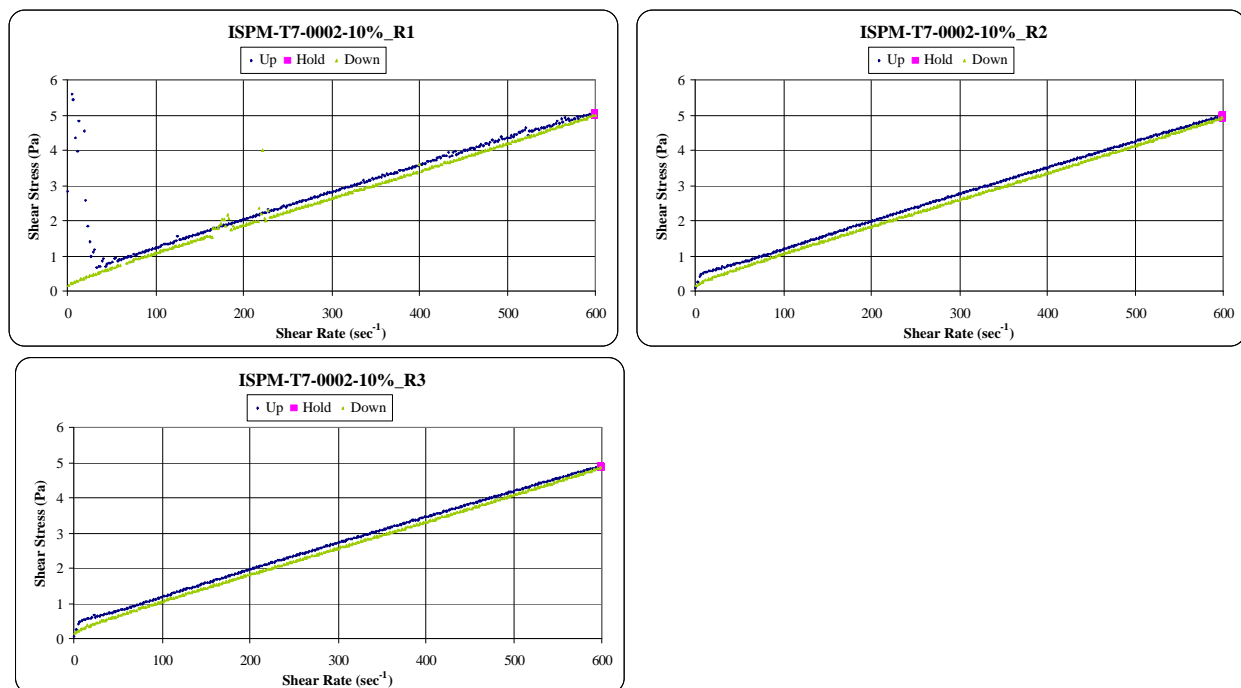 ISPM-T7-0002-10%_R1
Up Hold Down
6
5
4
3
2
1
0
Shear Stress (Pa)
0 100 200 300 400 500 600
Shear Rate (sec⁻¹)
ISPM-T7-0002-10%_R2
Up Hold Down
6
5
4
3
2
1
0
Shear Stress (Pa)
0 100 200 300 400 500 600
Shear Rate (sec⁻¹)
ISPM-T7-0002-10%_R3
Up Hold Down
6
5
4
3
2
1
0
Shear Stress (Pa)
0 100 200 300 400 500 600
Shear Rate (sec⁻¹)